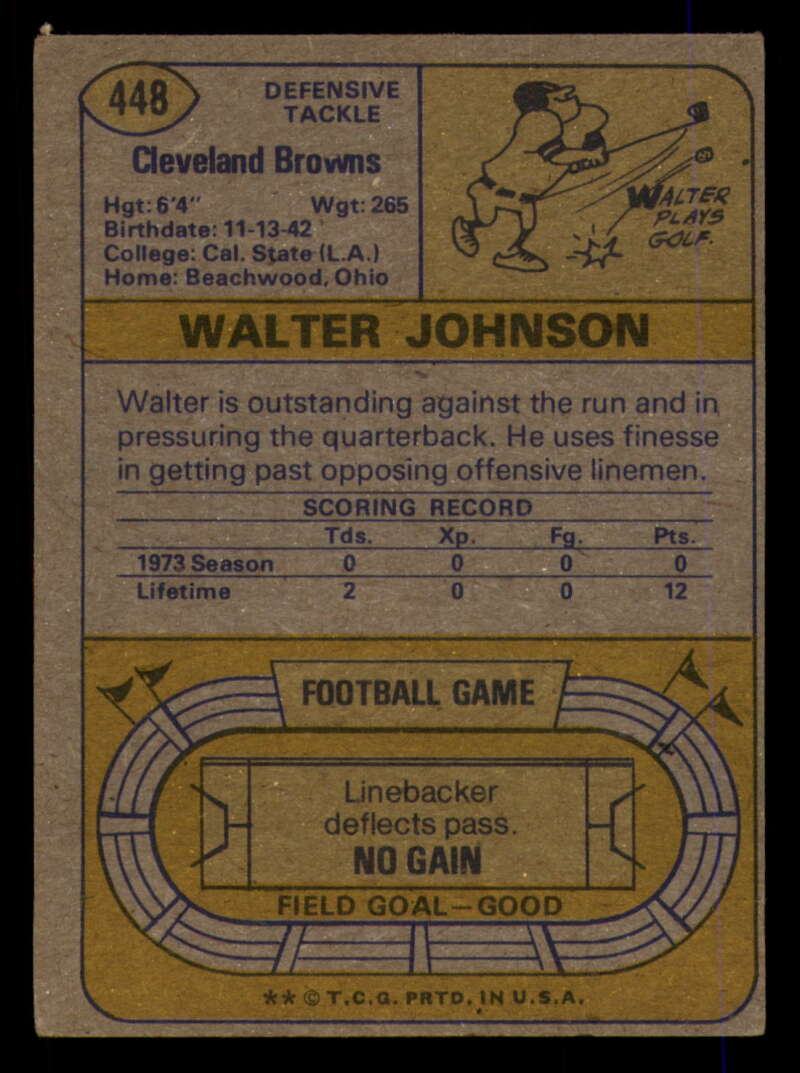 448
DEFENSIVE
TACKLE
Cleveland Browns
Hgt: 6'4" Wgt: 265
Birthdate: 11-13-42
College: Cal. State (L.A.)
Home: Beachwood, Ohio
WALTER
PLAYS
GOLF.
WALTER JOHNSON
Walter is outstanding against the run and in
pressuring the quarterback. He uses finesse
in getting past opposing offensive linemen.
SCORING RECORD
Tds. Xp. Fg. Pts.
1973 Season 0 0 0 0
Lifetime 2 0 0 12
FOOTBALL GAME
Linebacker
deflects pass.
NO GAIN
FIELD GOAL—GOOD
** © T.C.G. PRTD. IN U.S.A.